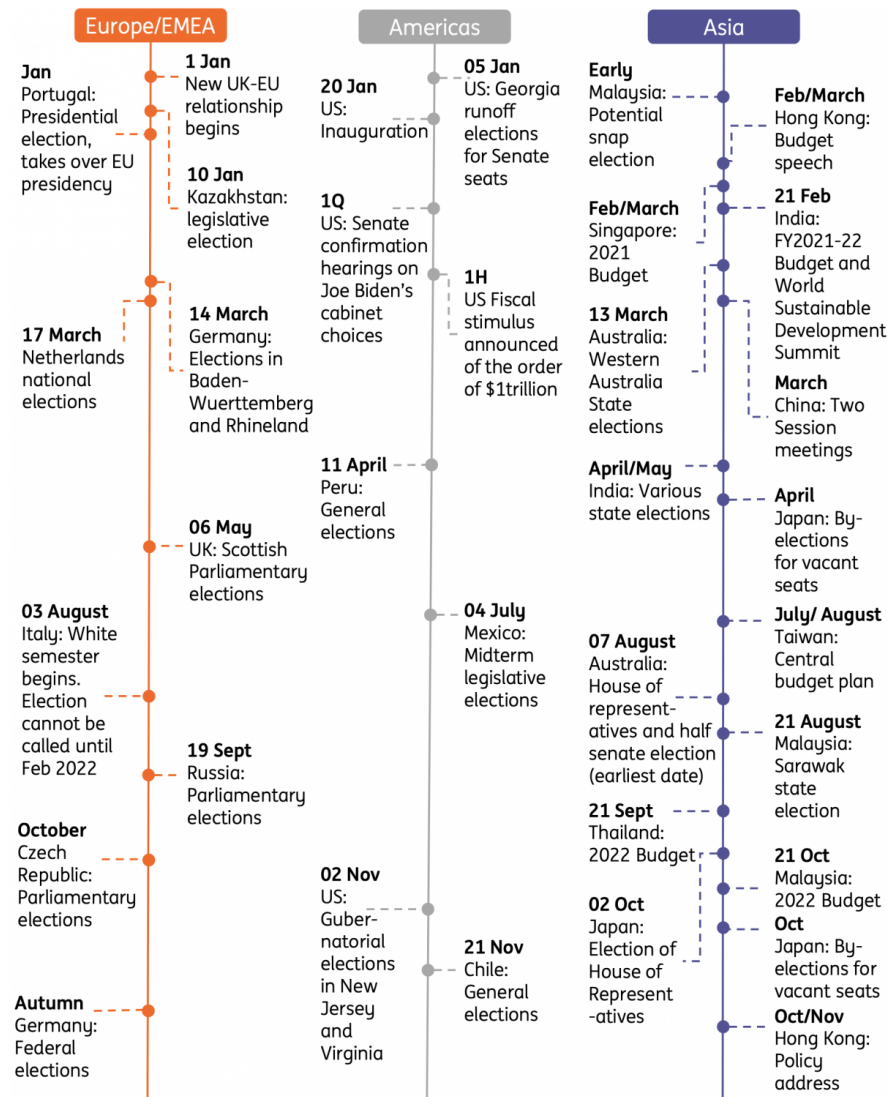 Europe/EMEA
Jan
Portugal:
Presidential
election,
takes over EU
presidency
1 Jan
New UK-EU
relationship
begins
10 Jan
Kazakhstan:
legislative
election
17 March
Netherlands
national
elections
14 March
Germany:
Elections in
Baden-
Wuerttemberg
and Rhineland
06 May
UK: Scottish
Parliamentary
elections
03 August
Italy: White
semester
begins.
Election
cannot be
called until
Feb 2022
19 Sept
Russia:
Parliamentary
elections
October
Czech
Republic:
Parliamentary
elections
Autumn
Germany:
Federal
elections
Americas
20 Jan
US:
Inauguration
05 Jan
US: Georgia
runoff
elections
for Senate
seats
1Q
US: Senate
confirmation
hearings on
Joe Biden's
cabinet
choices
1H
US Fiscal
stimulus
announced
of the order
of $1trillion
11 April
Peru:
General
elections
04 July
Mexico:
Midterm
legislative
elections
02 Nov
US:
Guber-
natorial
elections
in New
Jersey
and
Virginia
21 Nov
Chile:
General
elections
Asia
Early
Malaysia:
Potential
snap
election
Feb/March
Hong Kong:
Budget
speech
Feb/March
Singapore:
2021
Budget
21 Feb
India:
FY2021-22
Budget and
World
Sustainable
Development
Summit
13 March
Australia:
Western
Australia
State
elections
March
China: Two
Session
meetings
April/May
India: Various
state elections
April
Japan: By-
elections
for vacant
seats
July/ August
Taiwan:
Central
budget plan
07 August
Australia:
House of
represent-
atives and half
senate election
(earliest date)
21 August
Malaysia:
Sarawak
state
election
21 Sept
Thailand:
2022 Budget
21 Oct
Malaysia:
2022 Budget
02 Oct
Japan:
Election of
House of
Represent
-atives
Oct
Japan: By-
elections for
vacant seats
Oct/Nov
Hong Kong:
Policy
address